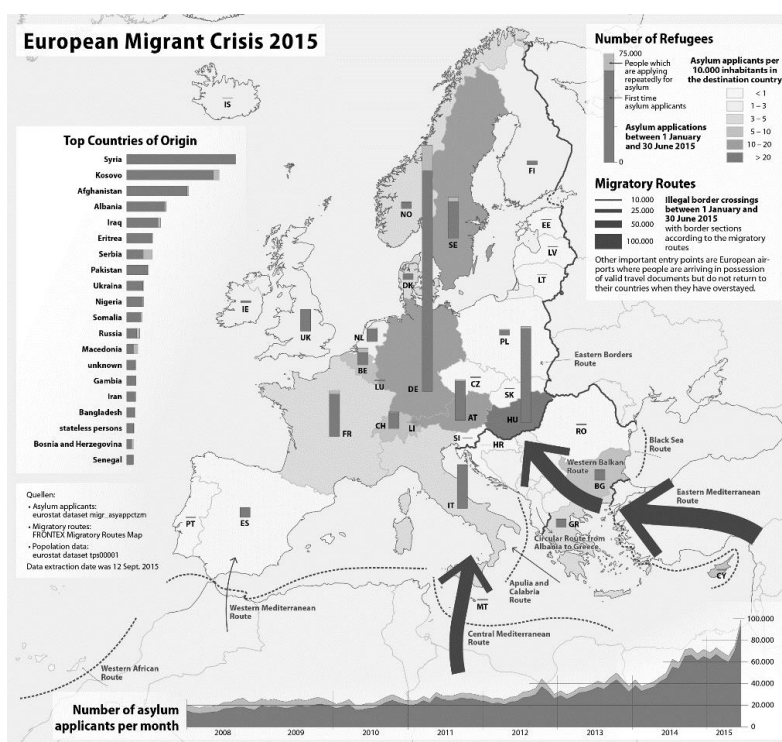 European Migrant Crisis 2015
Number of Refugees
75.000
People which
are applying
repeatedly for
asylum
First time
asylum applicants
Asylum applications
between 1 January
and 30 June 2015
0
Asylum applicants per
10.000 inhabitants in
the destination country
< 1
1 – 3
3 – 5
5 – 10
10 – 20
> 20
Migratory Routes
10.000
25.000
50.000
100.000
Illegal border crossings
between 1 January and
30 June 2015
with border sections
according to the migratory
routes
Other important entry points are European air-
ports where people are arriving in possession
of valid travel documents but do not return to
their countries when they have overstayed.
Top Countries of Origin
Syria
Kosovo
Afghanistan
Albania
Iraq
Eritrea
Serbia
Pakistan
Ukraina
Nigeria
Somalia
Russia
Macedonia
unknown
Gambia
Iran
Bangladesh
stateless persons
Bosnia and Herzegovina
Senegal
Quellen:
• Asylum applicants:
eurostat dataset migr_asyappctzm
• Migratory routes:
FRONTEX Migratory Routes Map
• Popolation data:
eurostat dataset tps00001
Data extraction date was 12 Sept. 2015
IS
NO
SE
FI
EE
LV
LT
DK
IE
UK
NL
BE
LU
DE
PL
CZ
SK
AT
HU
CH
LI
FR
SI
HR
RO
BG
IT
GR
PT
ES
MT
CY
Eastern Borders
Route
Black Sea
Route
Western Balkan
Route
Eastern Mediterranean
Route
Circular Route from
Albania to Greece
Apulia and
Calabria
Route
Central Mediterranean
Route
Western Mediterranean
Route
Western African
Route
Number of asylum
applicants per month
100.000
80.000
60.000
40.000
20.000
0
2008
2009
2010
2011
2012
2013
2014
2015